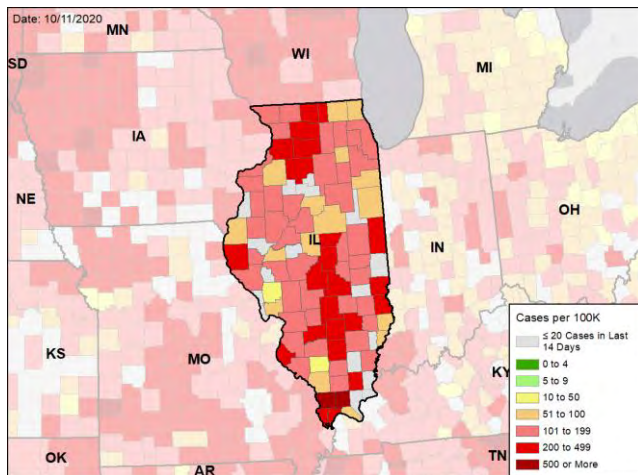 Date: 10/11/2020
MN
SD
WI
MI
IA
NE
OH
IL
IN
KS
MO
KY
OK
AR
TN
Cases per 100K
≤ 20 Cases in Last
14 Days
0 to 4
5 to 9
10 to 50
51 to 100
101 to 199
200 to 499
500 or More